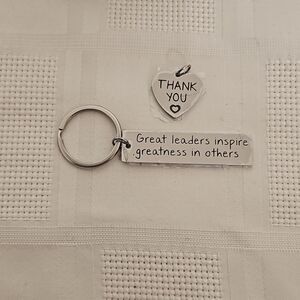 THANK
YOU
Great leaders inspire
greatness in others